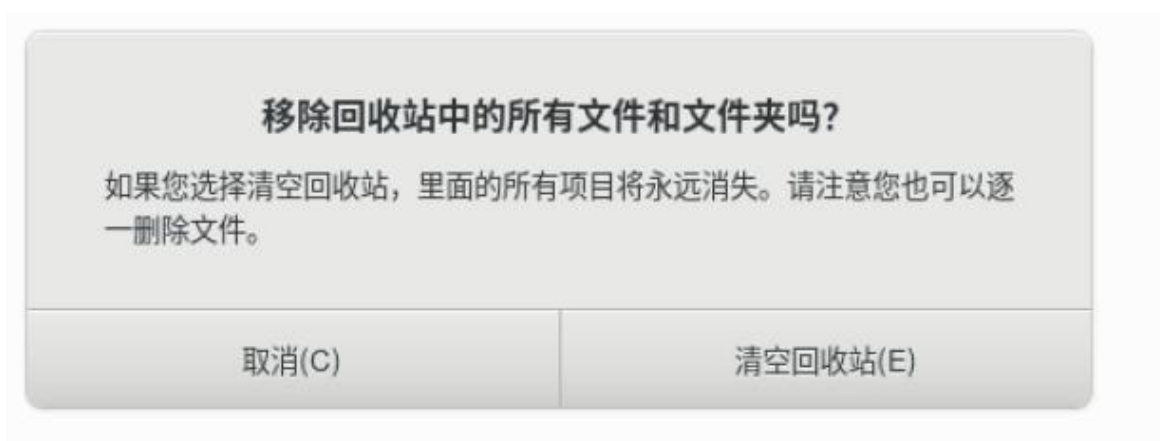 移除回收站中的所有文件和文件夹吗?
如果您选择清空回收站，里面的所有项目将永远消失。请注意您也可以逐
一删除文件。
取消(C)
清空回收站(E)